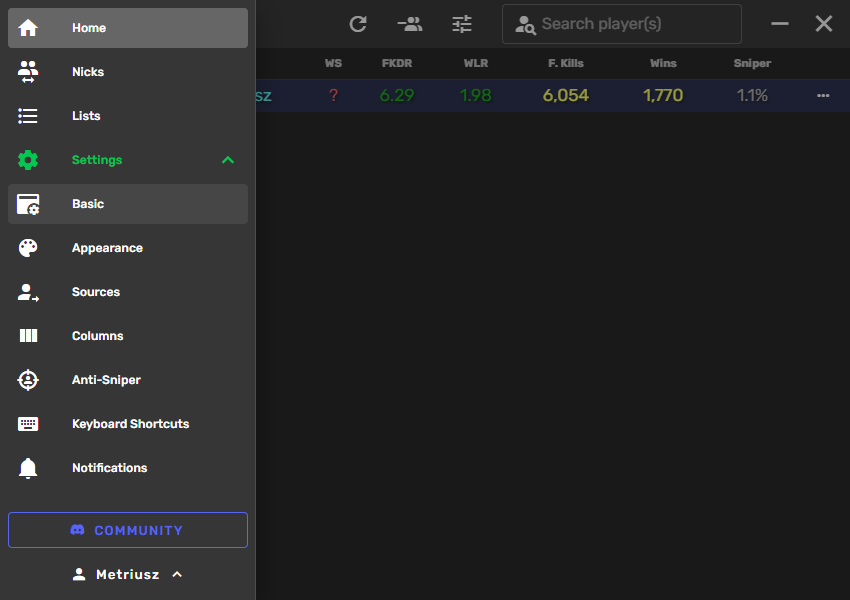 Home
Search player(s)
Nicks
WS FKDR WLR F. Kills Wins Sniper
sz ? 6.29 1.98 6,054 1,770 1.1%
Lists
Settings
Basic
Appearance
Sources
Columns
Anti-Sniper
Keyboard Shortcuts
Notifications
COMMUNITY
Metriusz